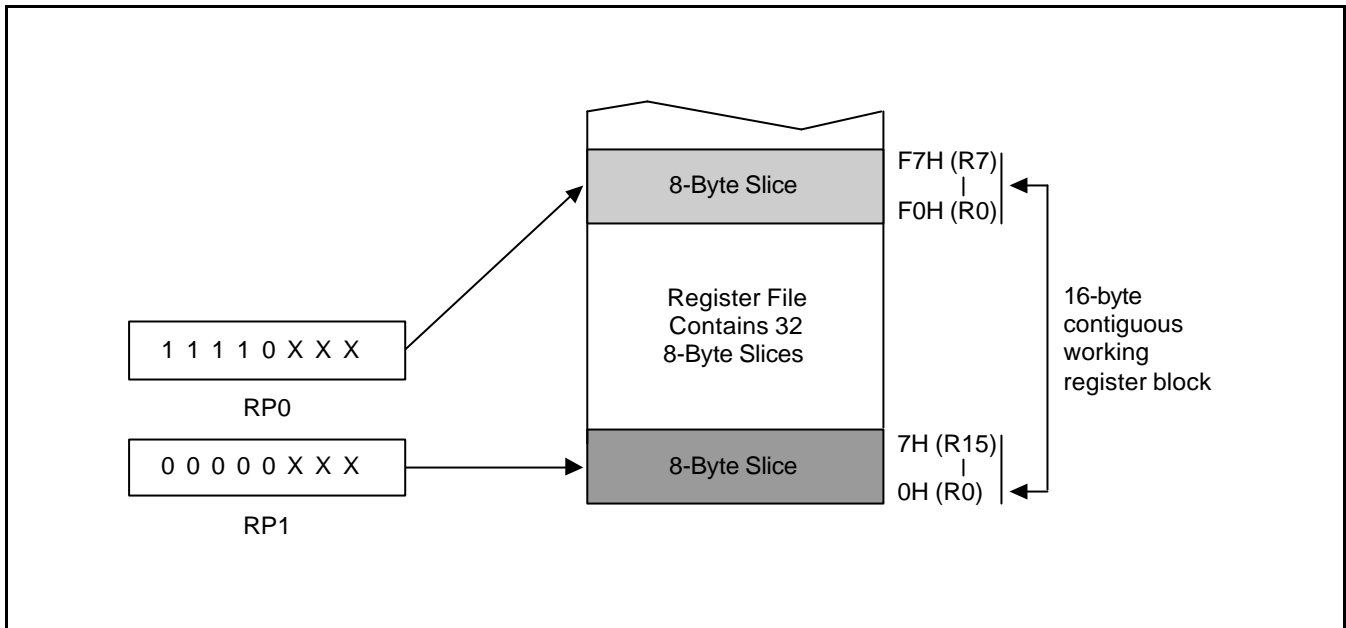 8-Byte Slice
F7H (R7)
F0H (R0)
Register File
Contains 32
8-Byte Slices
16-byte
contiguous
working
register block
1 1 1 1 0 X X X
RP0
0 0 0 0 0 X X X
RP1
8-Byte Slice
7H (R15)
0H (R0)